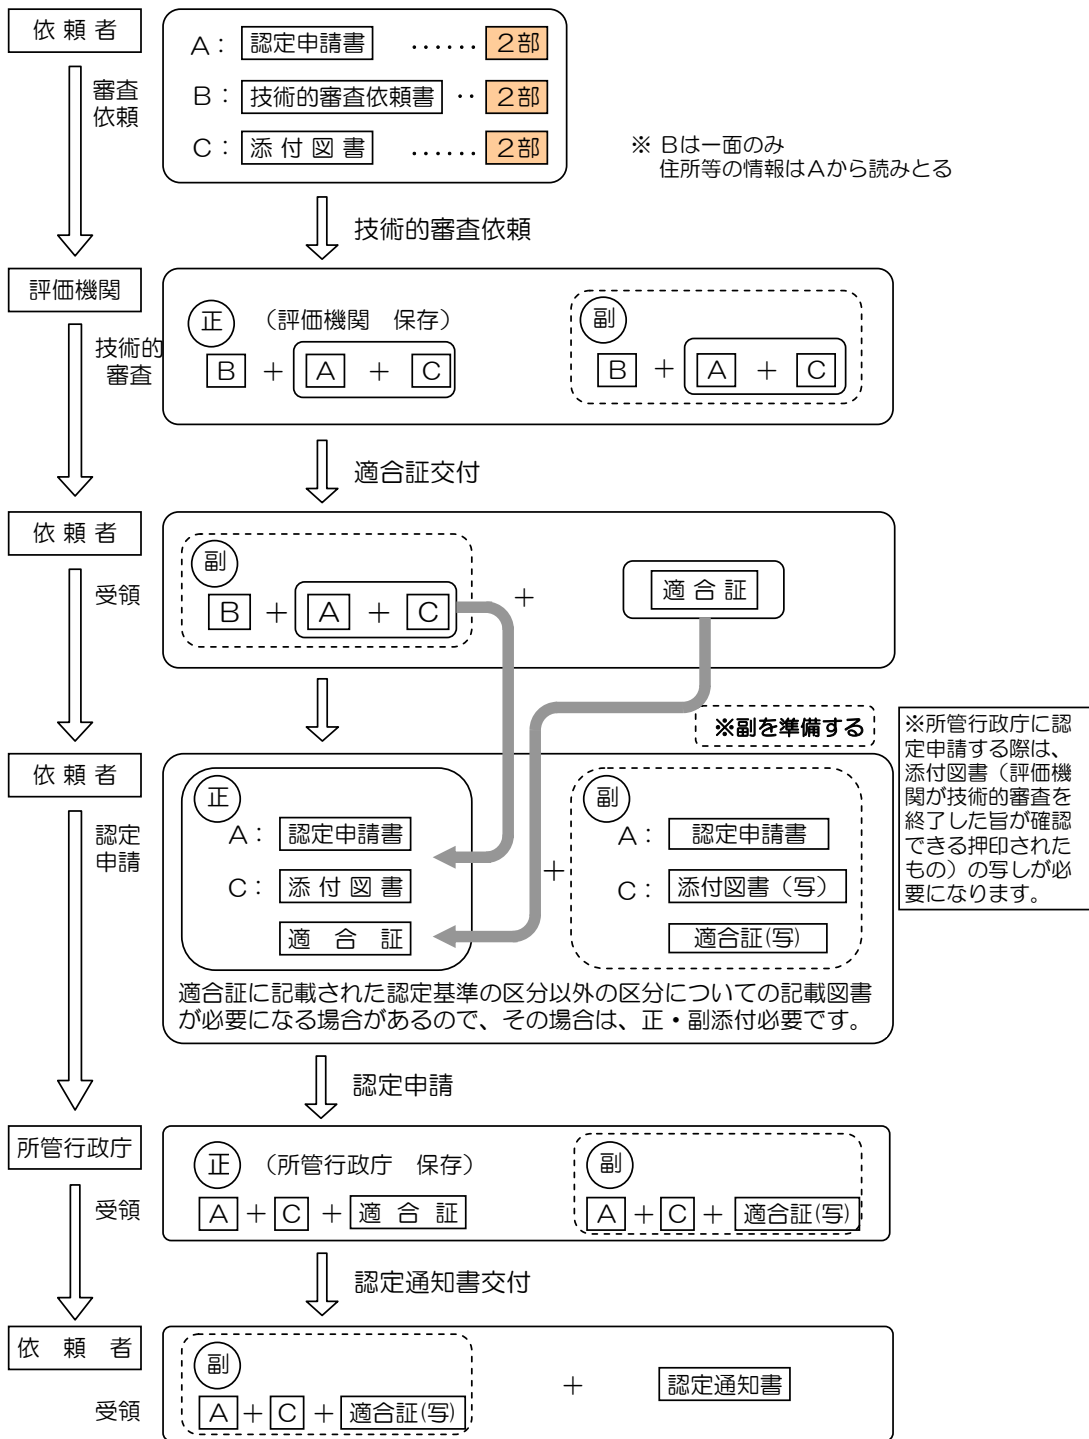 依頼者
A：認定申請書 ‥‥‥ 2部
審査
依頼
B：技術的審査依頼書 ‥ 2部
C：添付図書 ‥‥‥ 2部
※ Bは一面のみ
住所等の情報はAから読みとる
技術的審査依頼
評価機関
正 （評価機関　保存）
副
技術的
審査
B ＋ A ＋ C
B ＋ A ＋ C
適合証交付
依頼者
副
受領
B ＋ A ＋ C
＋
適合証
※副を準備する
※所管行政庁に認
定申請する際は、
添付図書（評価機
関が技術的審査を
終了した旨が確認
できる押印された
もの）の写しが必
要になります。
依頼者
認定
申請
正
A：認定申請書
C：添付図書
適合証
＋
副
A：認定申請書
C：添付図書（写）
適合証(写)
適合証に記載された認定基準の区分以外の区分についての記載図書
が必要になる場合があるので、その場合は、正・副添付必要です。
認定申請
所管行政庁
正 （所管行政庁　保存）
副
受領
A＋C＋適合証
A＋C＋適合証(写)
認定通知書交付
依頼者
副
受領
A＋C＋適合証(写)
＋
認定通知書